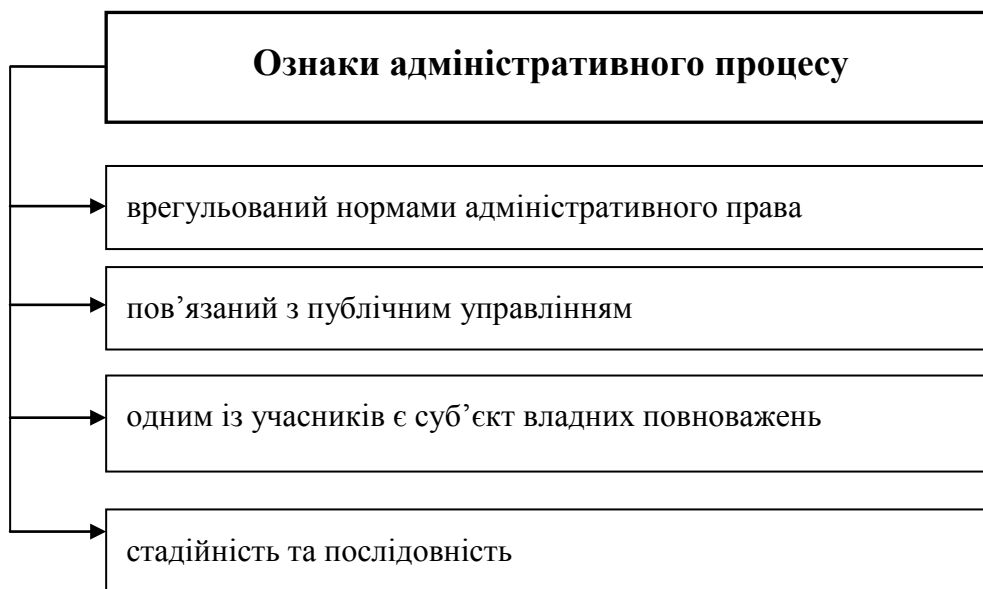 Ознаки адміністративного процесу
врегульований нормами адміністративного права
пов’язаний з публічним управлінням
одним із учасників є суб’єкт владних повноважень
стадійність та послідовність